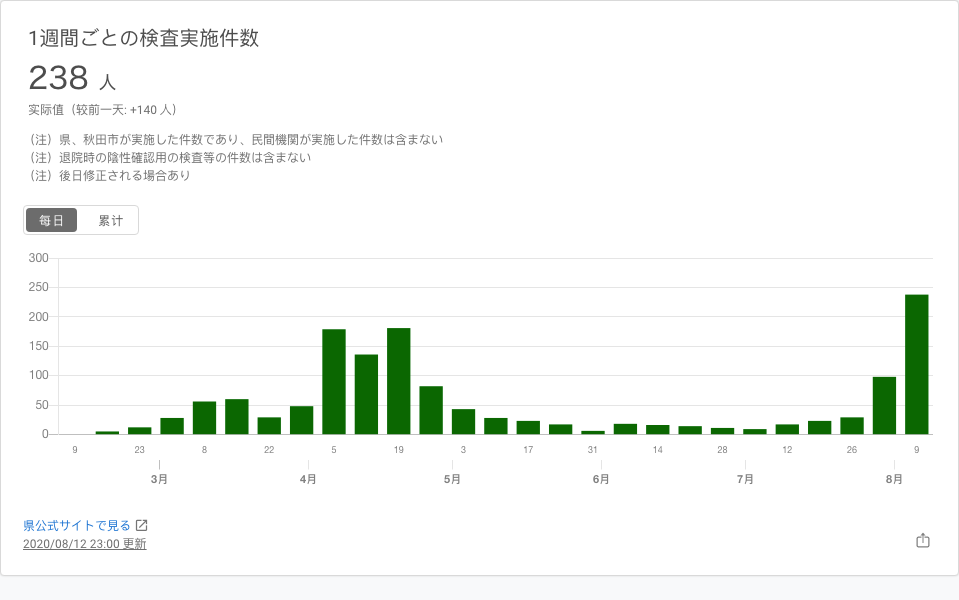 1週間ごとの検査実施件数
238 人
実际值（较前一天: +140 人）
（注）県、秋田市が実施した件数であり、民間機関が実施した件数は含まない
（注）退院時の陰性確認用の検査等の件数は含まない
（注）後日修正される場合あり
每日 累计
300
250
200
150
100
50
0
9 23 8 22 5 19 3 17 31 14 28 12 26 9
3月 4月 5月 6月 7月 8月
県公式サイトで見る
2020/08/12 23:00 更新